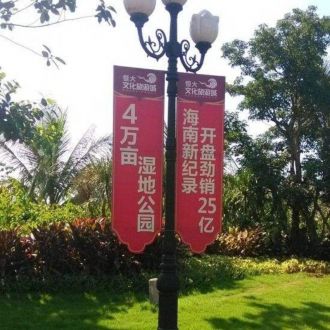 恒大
文化旅游城
4万亩
湿地公园
恒大
文化旅游城
海南新纪录
开盘劲销25亿